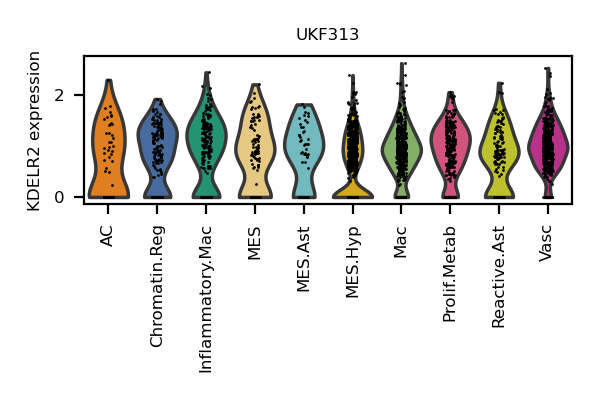 UKF313
KDELR2 expression
2
0
AC
Chromatin.Reg
Inflammatory.Mac
MES
MES.Ast
MES.Hyp
Mac
Prolif.Metab
Reactive.Ast
Vasc